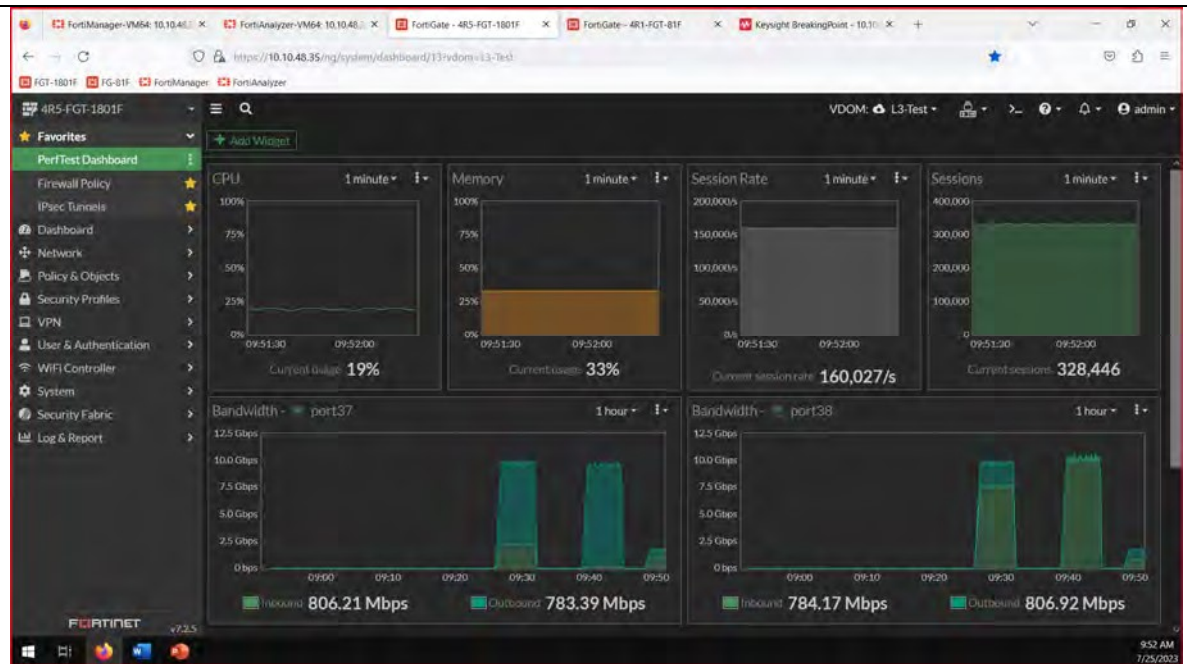 FortiManager-VM64: 10.10.48. FortiAnalyzer-VM64: 10.10.48. FortiGate - 4R5-FGT-1801F FortiGate - 4R1-FGT-81F Keysight BreakingPoint - 10.10
https://10.10.48.35/ng/system/dashboard/13?vdom=L3-Test
FGT-1801F FG-81F FortiManager FortiAnalyzer
4R5-FGT-1801F VDOM: L3-Test admin
Favorites
Add Widget
PerfTest Dashboard
Firewall Policy
IPsec Tunnels
Dashboard
Network
Policy & Objects
Security Profiles
VPN
User & Authentication
WiFi Controller
System
Security Fabric
Log & Report
FORTINET v7.2.5
CPU 1 minute
100%
75%
50%
25%
0%
09:51:30 09:52:00
Current usage 19%
Memory 1 minute
100%
75%
50%
25%
0%
09:51:30 09:52:00
Current usage 33%
Session Rate 1 minute
200,000/s
150,000/s
100,000/s
50,000/s
0/s
09:51:30 09:52:00
Current session rate 160,027/s
Sessions 1 minute
400,000
300,000
200,000
100,000
0
09:51:30 09:52:00
Current sessions 328,446
Bandwidth - port37 1 hour
12.5 Gbps
10.0 Gbps
7.5 Gbps
5.0 Gbps
2.5 Gbps
0 bps
09:00 09:10 09:20 09:30 09:40 09:50
Inbound 806.21 Mbps Outbound 783.39 Mbps
Bandwidth - port38 1 hour
12.5 Gbps
10.0 Gbps
7.5 Gbps
5.0 Gbps
2.5 Gbps
0 bps
09:00 09:10 09:20 09:30 09:40 09:50
Inbound 784.17 Mbps Outbound 806.92 Mbps
9:52 AM
7/25/2023